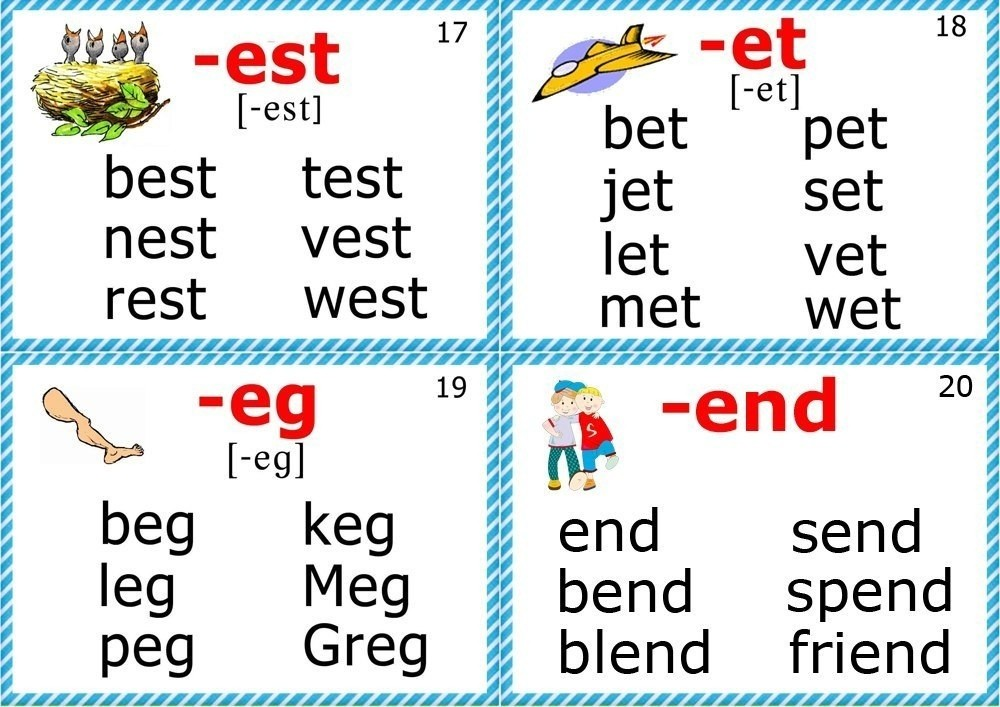 -est 17
[-est]
best test
nest vest
rest west
-et 18
[-et]
bet pet
jet set
let vet
met wet
-eg 19
[-eg]
beg keg
leg Meg
peg Greg
-end 20
S
end send
bend spend
blend friend